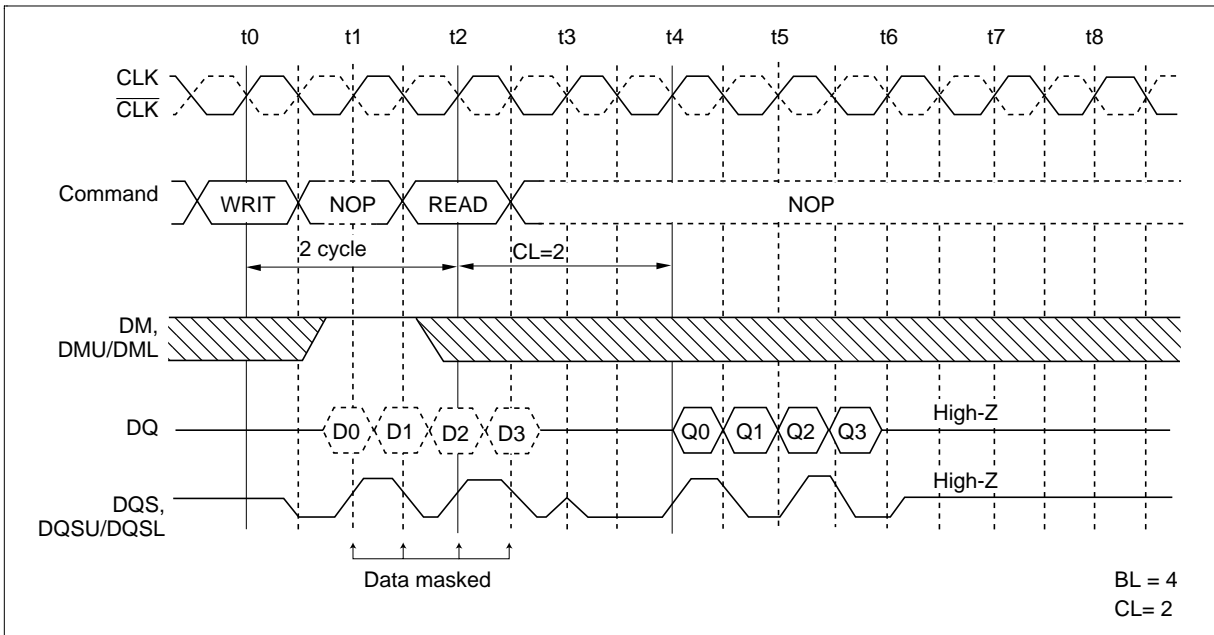 t0 t1 t2 t3 t4 t5 t6 t7 t8
CLK
CLK
Command
WRIT NOP READ NOP
2 cycle CL=2
DM,
DMU/DML
DQ D0 D1 D2 D3 Q0 Q1 Q2 Q3 High-Z
DQS,
DQSU/DQSL
High-Z
Data masked
BL = 4
CL= 2